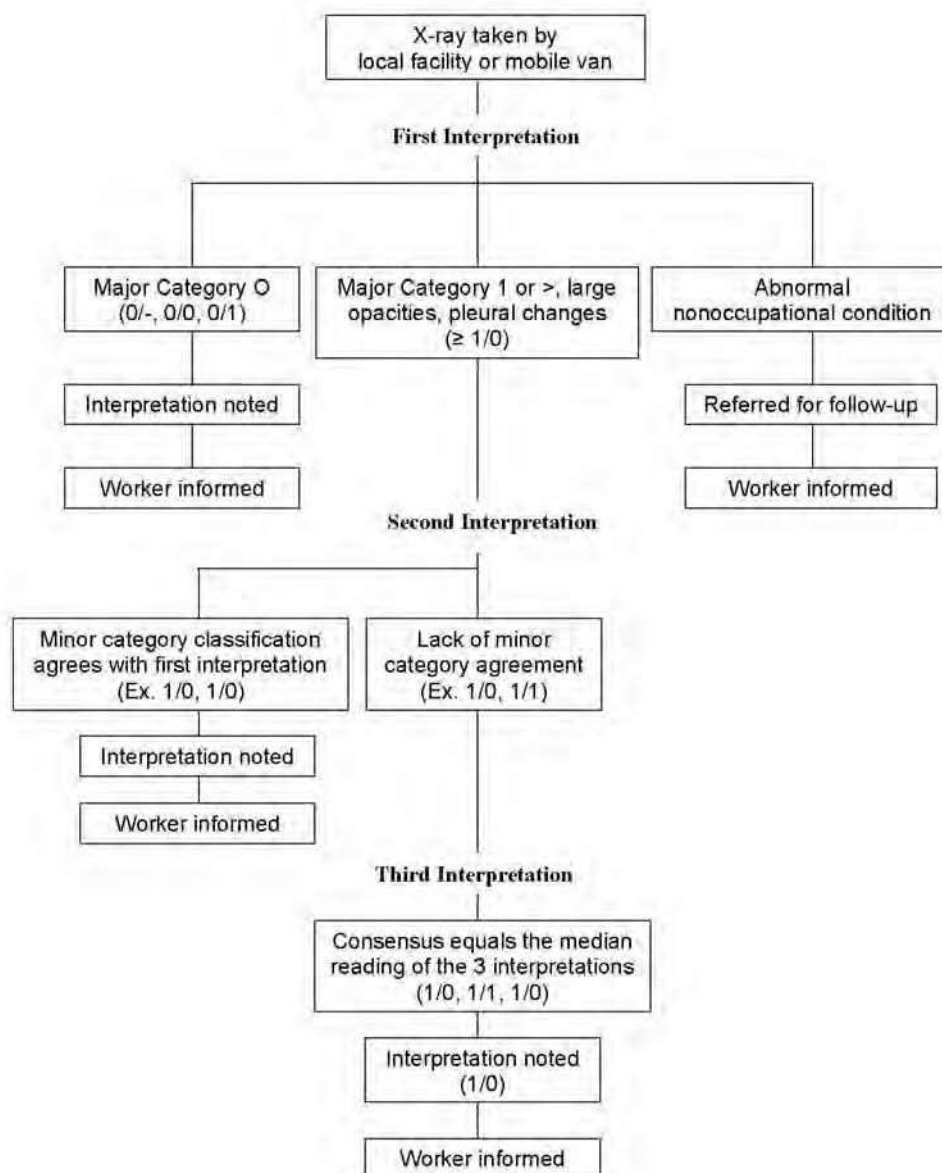 X-ray taken by
local facility or mobile van
First Interpretation
Major Category O
(0/-, 0/0, 0/1)
Major Category 1 or >, large
opacities, pleural changes
(≥ 1/0)
Abnormal
nonoccupational condition
Interpretation noted
Referred for follow-up
Worker informed
Worker informed
Second Interpretation
Minor category classification
agrees with first interpretation
(Ex. 1/0, 1/0)
Lack of minor
category agreement
(Ex. 1/0, 1/1)
Interpretation noted
Worker informed
Third Interpretation
Consensus equals the median
reading of the 3 interpretations
(1/0, 1/1, 1/0)
Interpretation noted
(1/0)
Worker informed